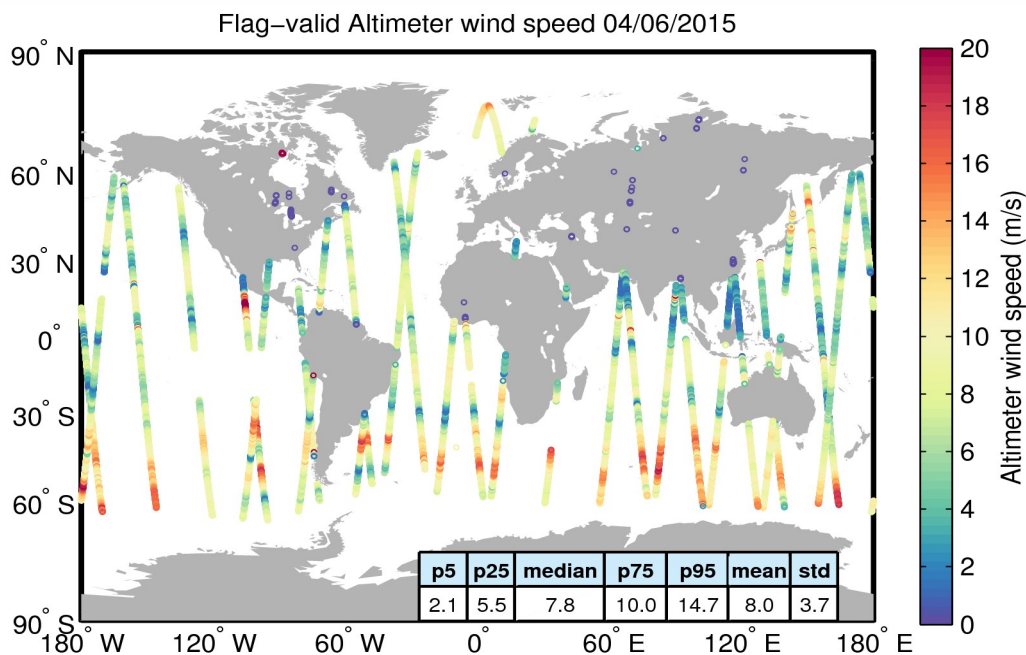 Flag−valid Altimeter wind speed 04/06/2015
90° N
60° N
30° N
0°
30° S
60° S
90° S
180° W
120° W
60° W
0°
60° E
120° E
180° E
p5 p25 median p75 p95 mean std
2.1 5.5 7.8 10.0 14.7 8.0 3.7
20
18
16
14
12
10
8
6
4
2
0
Altimeter wind speed (m/s)